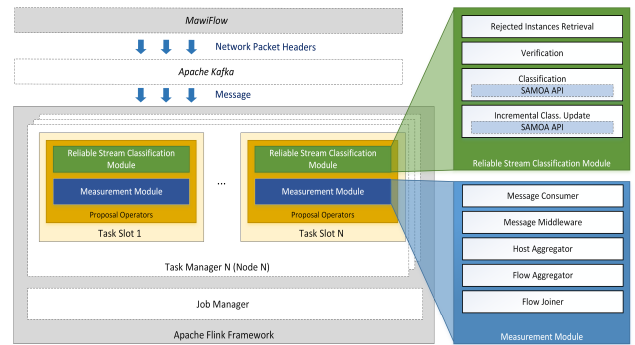 MawiFlow
Network Packet Headers
Apache Kafka
Message
Reliable Stream Classification
Module
Measurement Module
Proposal Operators
Task Slot 1
...
Reliable Stream Classification
Module
Measurement Module
Proposal Operators
Task Slot N
Task Manager N (Node N)
Job Manager
Apache Flink Framework
Rejected Instances Retrieval
Verification
Classification
SAMOA API
Incremental Class. Update
SAMOA API
Reliable Stream Classification Module
Message Consumer
Message Middleware
Host Aggregator
Flow Aggregator
Flow Joiner
Measurement Module